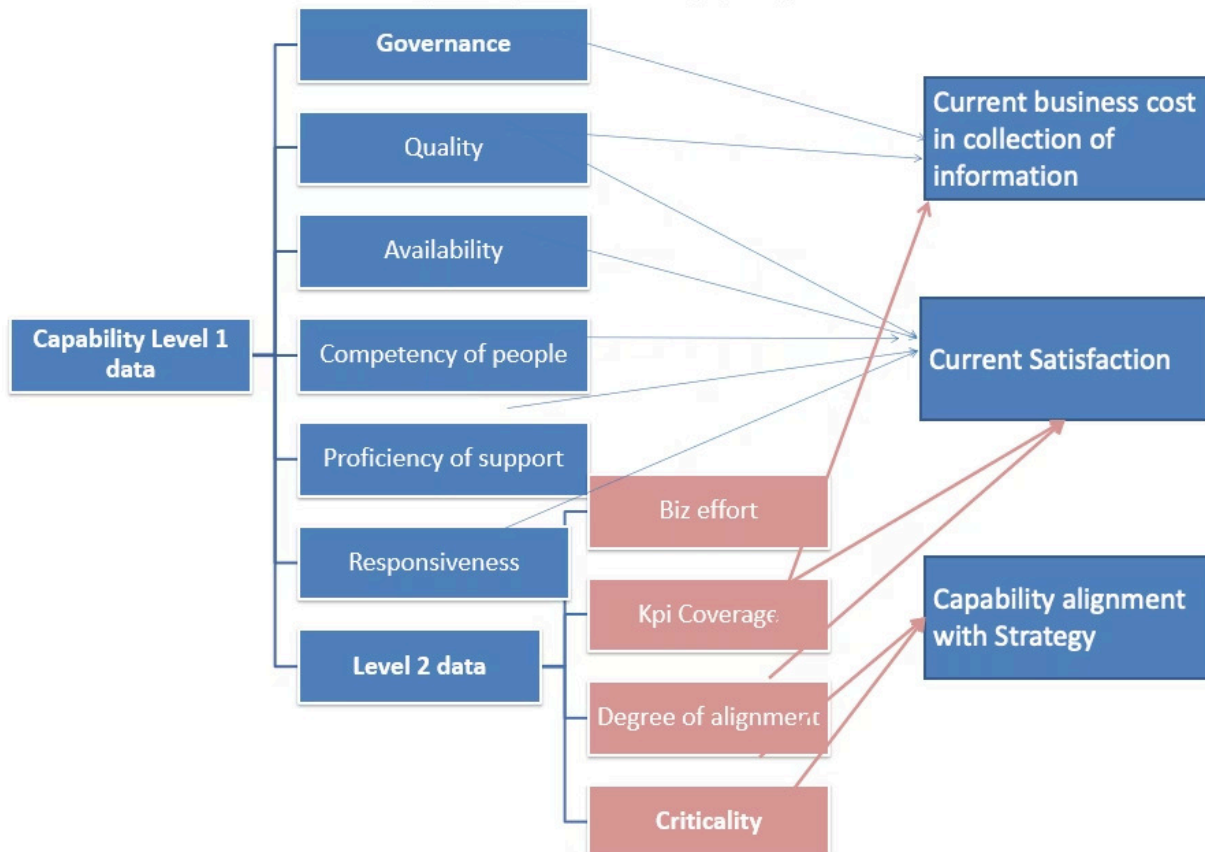 Governance
Quality
Availability
Capability Level 1
data
Competency of people
Proficiency of support
Responsiveness
Level 2 data
Biz effort
Kpi Coverage
Degree of alignment
Criticality
Current business cost
in collection of
information
Current Satisfaction
Capability alignment
with Strategy